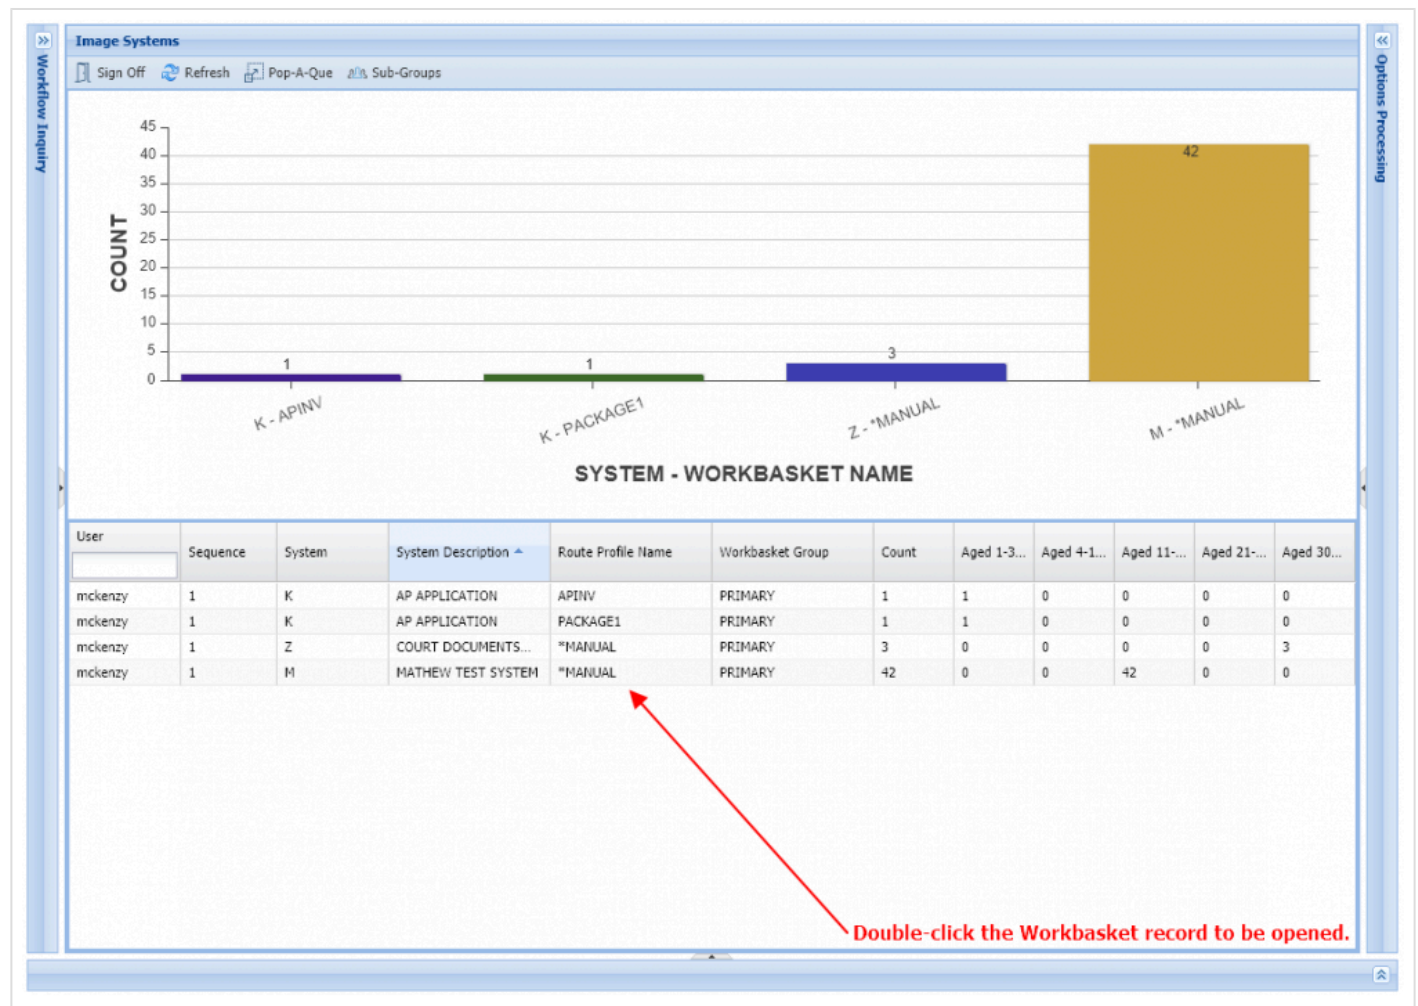 Image Systems
Sign Off Refresh Pop-A-Que Sub-Groups
Workflow Inquiry
Options Processing
COUNT
45
40
35
30
25
20
15
10
5
0
1 1 3 42
K - APINV K - PACKAGE1 Z - *MANUAL M - *MANUAL
SYSTEM - WORKBASKET NAME
User Sequence System System Description Route Profile Name Workbasket Group Count Aged 1-3... Aged 4-1... Aged 11-... Aged 21-... Aged 30...
mckenzy 1 K AP APPLICATION APINV PRIMARY 1 1 0 0 0 0
mckenzy 1 K AP APPLICATION PACKAGE1 PRIMARY 1 1 0 0 0 0
mckenzy 1 Z COURT DOCUMENTS... *MANUAL PRIMARY 3 0 0 0 0 3
mckenzy 1 M MATHEW TEST SYSTEM *MANUAL PRIMARY 42 0 0 42 0 0
Double-click the Workbasket record to be opened.